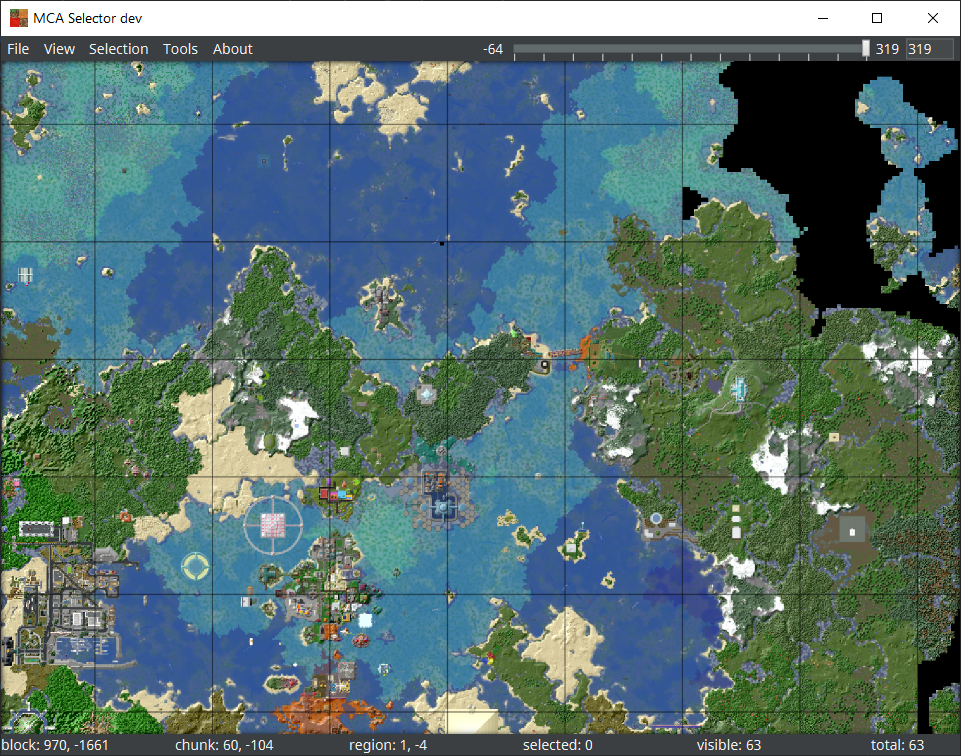 MCA Selector dev
File View Selection Tools About -64 319 319
block: 970, -1661 chunk: 60, -104 region: 1, -4 selected: 0 visible: 63 total: 63